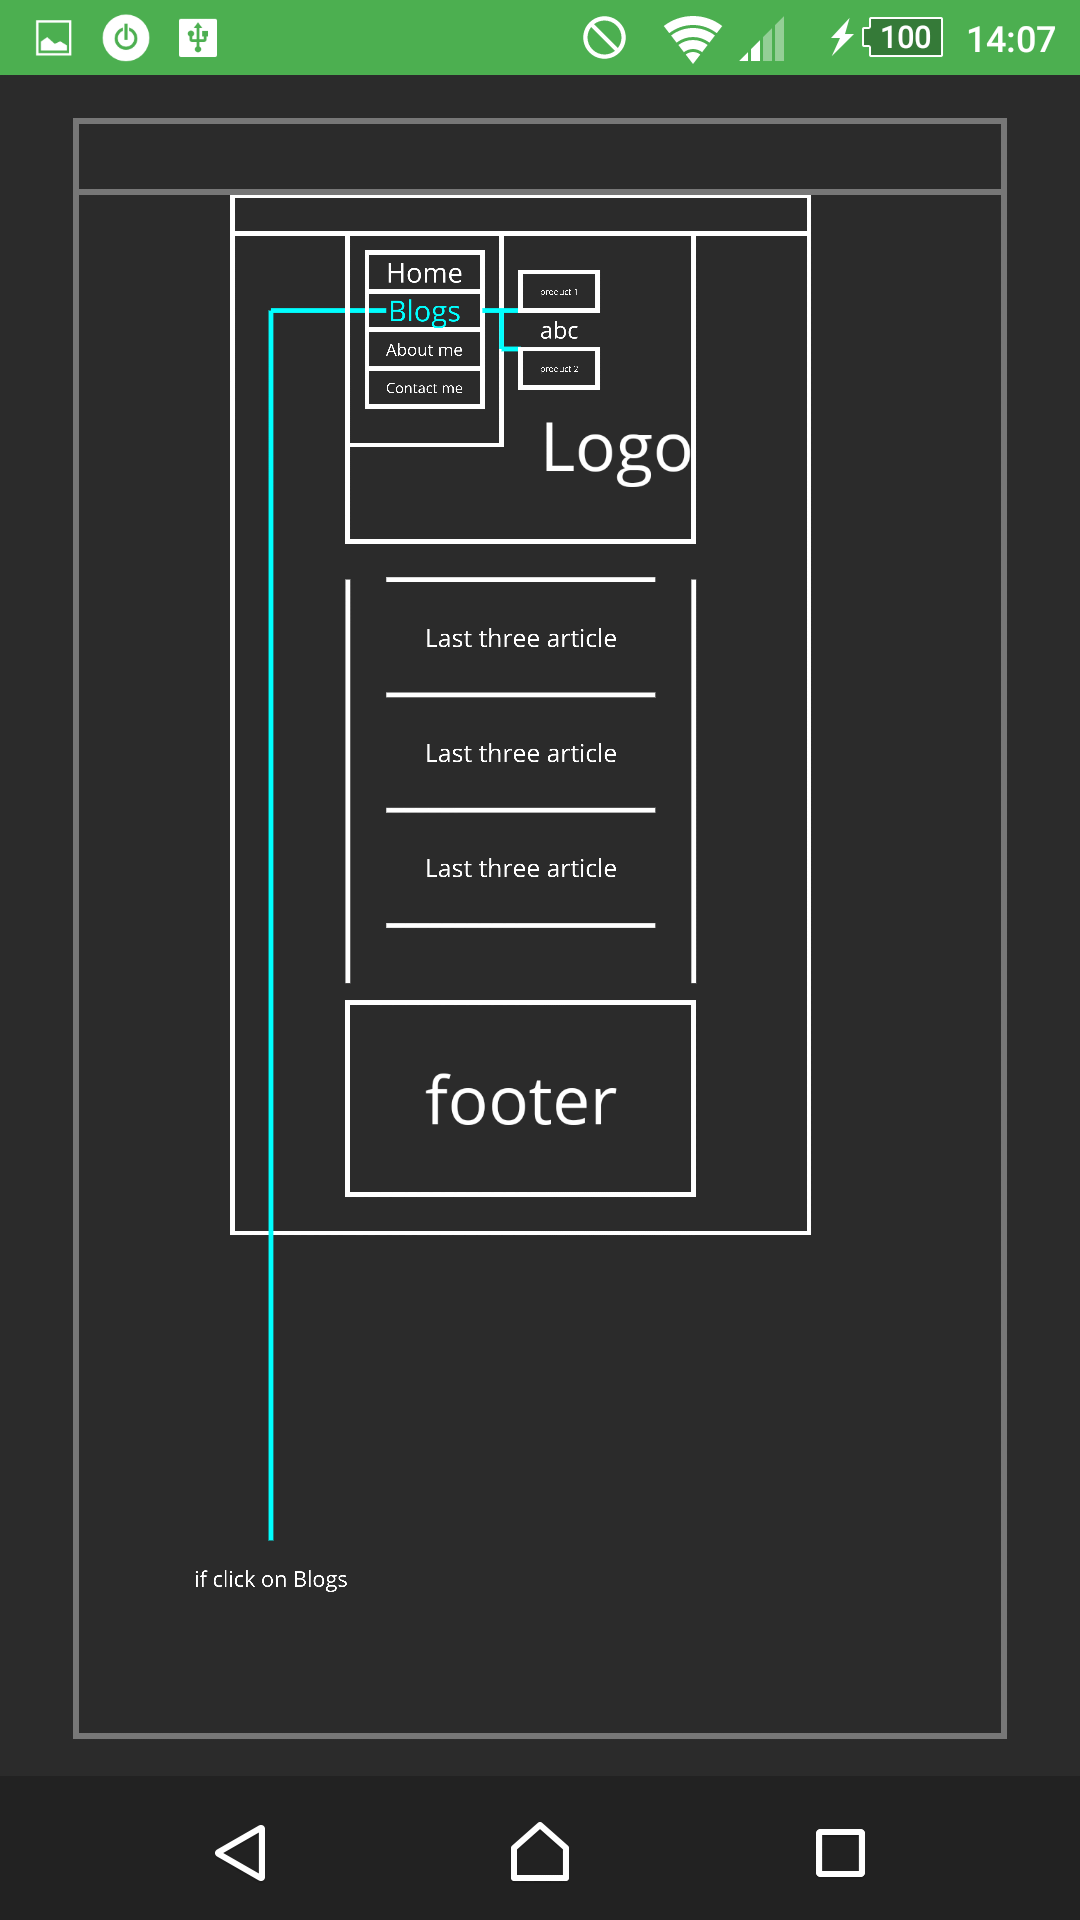 100 14:07
Home
Blogs
About me
Contact me
product 1
abc
product 2
Logo
Last three article
Last three article
Last three article
footer
if click on Blogs